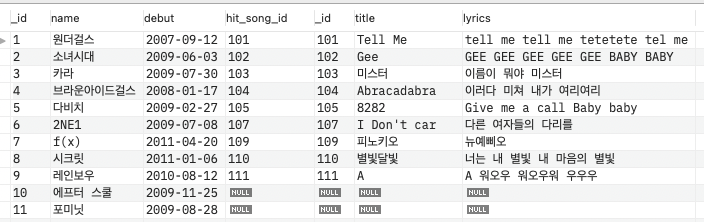 _id name debut hit_song_id _id title lyrics
1 원더걸스 2007-09-12 101 101 Tell Me tell me tell me tetetete tel me
2 소녀시대 2009-06-03 102 102 Gee GEE GEE GEE GEE GEE BABY BABY
3 카라 2009-07-30 103 103 미스터 이름이 뭐야 미스터
4 브라운아이드걸스 2008-01-17 104 104 Abracadabra 이러다 미쳐 내가 여리여리
5 다비치 2009-02-27 105 105 8282 Give me a call Baby baby
6 2NE1 2009-07-08 107 107 I Don't car 다른 여자들의 다리를
7 f(x) 2011-04-20 109 109 피노키오 뉴예삐오
8 시크릿 2011-01-06 110 110 별빛달빛 너는 내 별빛 내 마음의 별빛
9 레인보우 2010-08-12 111 111 A A 워오우 워오우워 우우우
10 에프터 스쿨 2009-11-25 NULL NULL NULL NULL
11 포미닛 2009-08-28 NULL NULL NULL NULL